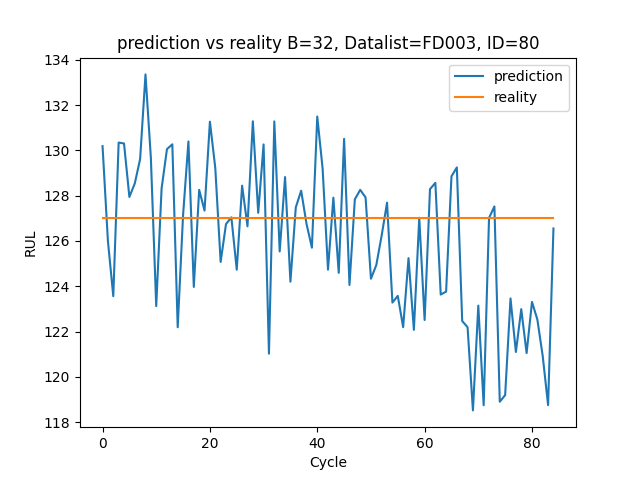 prediction vs reality B=32, Datalist=FD003, ID=80
prediction
reality
RUL
134
132
130
128
126
124
122
120
118
0
20
40
60
80
Cycle